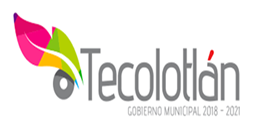 Tecolotlán
GOBIERNO MUNICIPAL 2018 - 2021